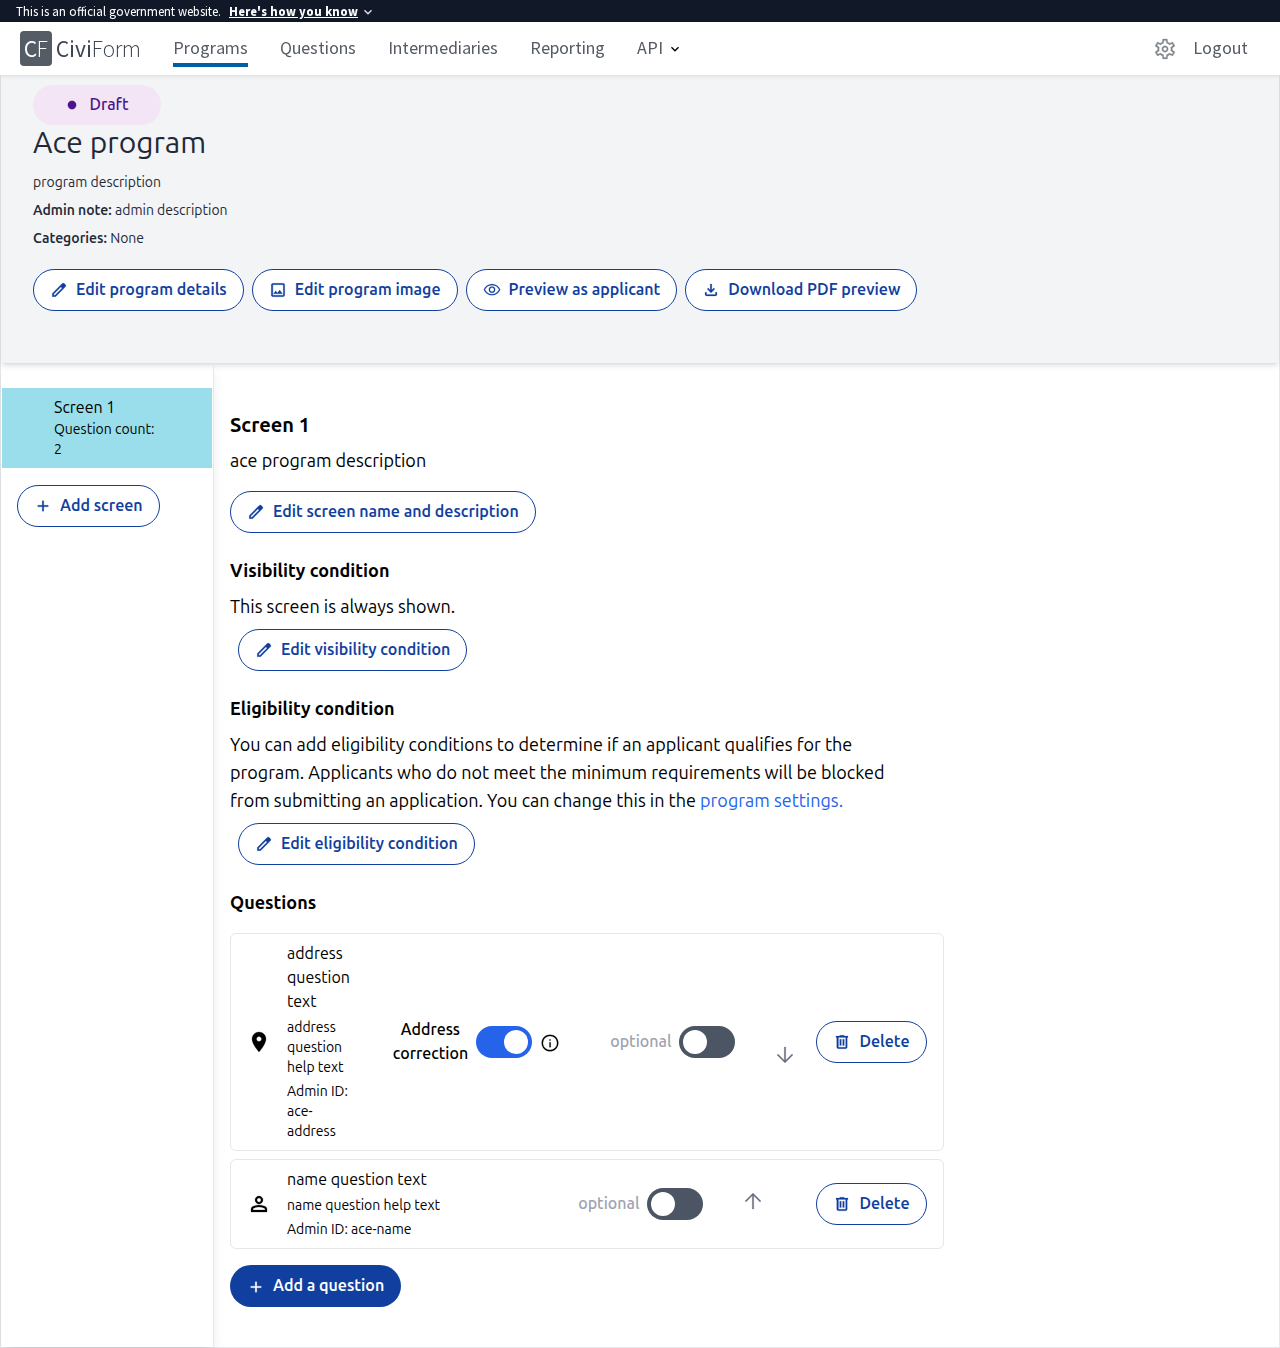 This is an official government website. Here's how you know
CF CiviForm Programs Questions Intermediaries Reporting API Logout
Draft
Ace program
program description
Admin note: admin description
Categories: None
Edit program details Edit program image Preview as applicant Download PDF preview
Screen 1
Question count:
2
Add screen
Screen 1
ace program description
Edit screen name and description
Visibility condition
This screen is always shown.
Edit visibility condition
Eligibility condition
You can add eligibility conditions to determine if an applicant qualifies for the
program. Applicants who do not meet the minimum requirements will be blocked
from submitting an application. You can change this in the program settings.
Edit eligibility condition
Questions
address
question
text
address
question
help text
Admin ID:
ace-
address
Address
correction
optional
Delete
name question text
name question help text
Admin ID: ace-name
optional
Delete
Add a question